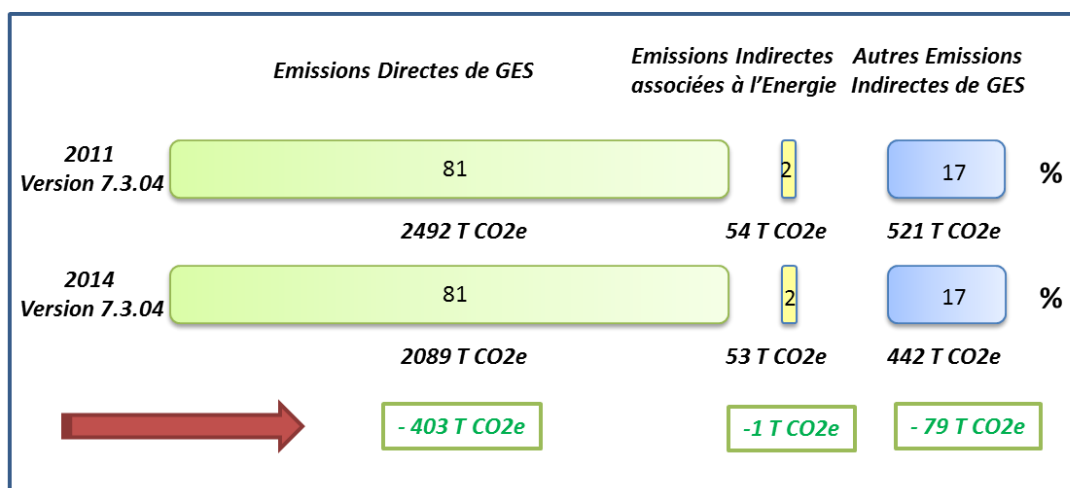 Emissions Directes de GES
Emissions Indirectes
associées à l'Energie
Autres Emissions
Indirectes de GES
2011
Version 7.3.04
81
2
17
%
2492 T CO2e
54 T CO2e
521 T CO2e
2014
Version 7.3.04
81
2
17
%
2089 T CO2e
53 T CO2e
442 T CO2e
- 403 T CO2e
-1 T CO2e
- 79 T CO2e